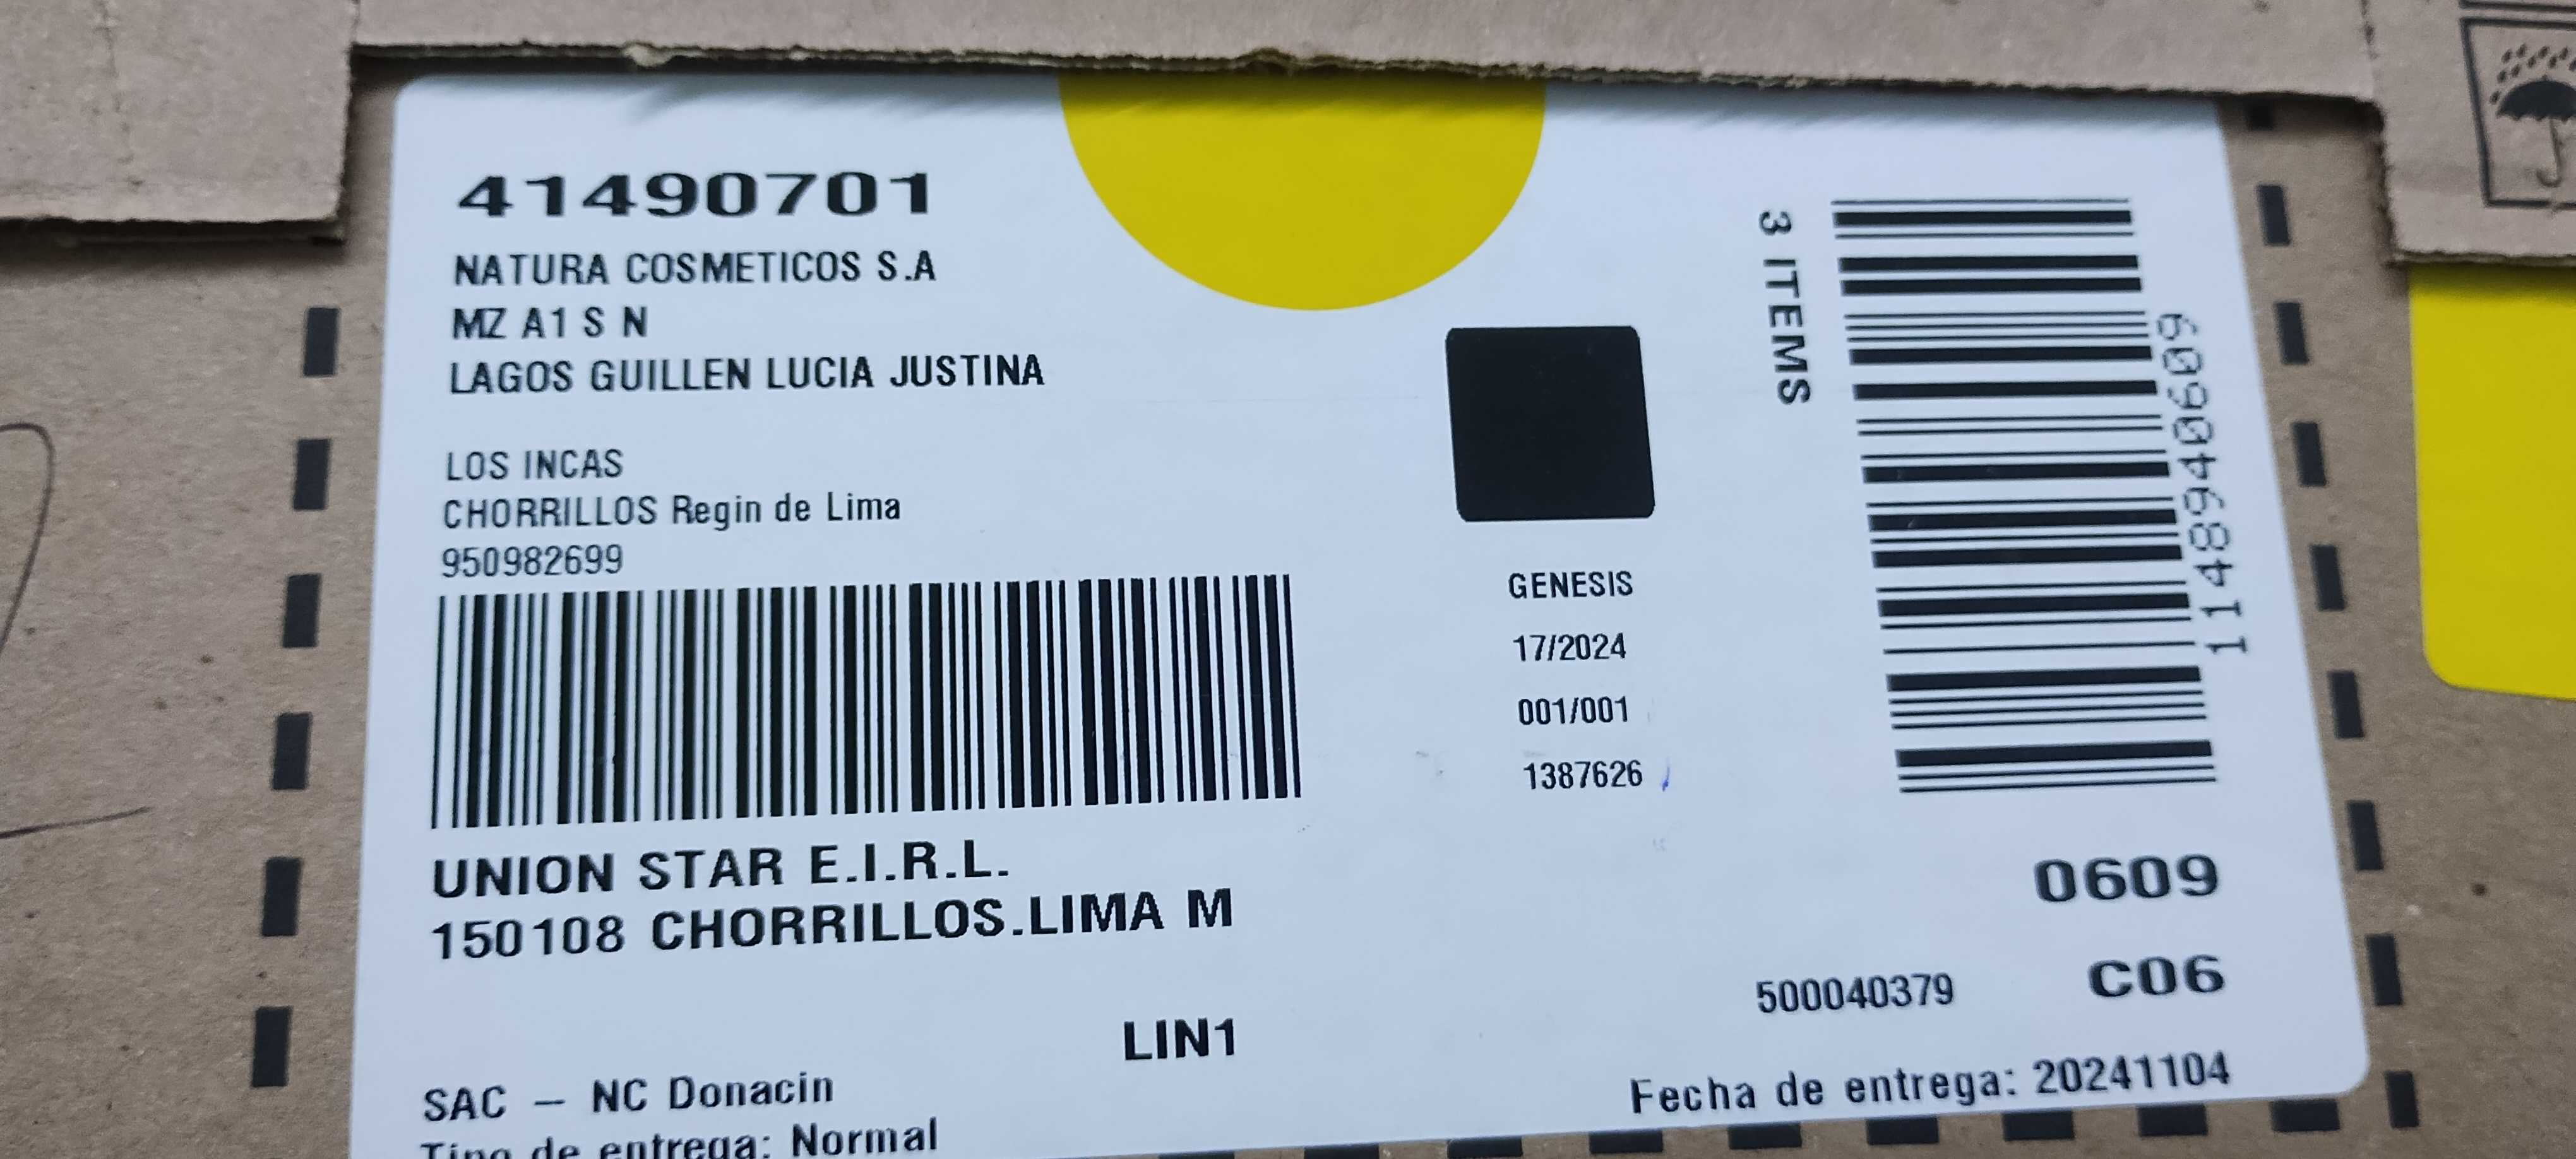 41490701
NATURA COSMETICOS S.A
MZ A1 S N
LAGOS GUILLEN LUCIA JUSTINA
LOS INCAS
CHORRILLOS Regin de Lima
950982699
UNION STAR E.I.R.L.
150108 CHORRILLOS.LIMA M
LIN1
SAC – NC Donacin
Tipo de entrega: Normal
GENESIS
17/2024
001/001
1387626
3 ITEMS
114894090609
0609
C06
500040379
Fecha de entrega: 20241104